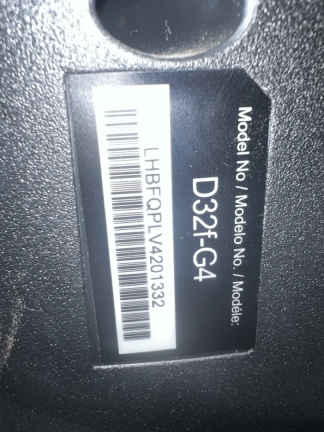 Model No / Modelo No. / Modèle:
D32f-G4
LHBFQPLV4201332